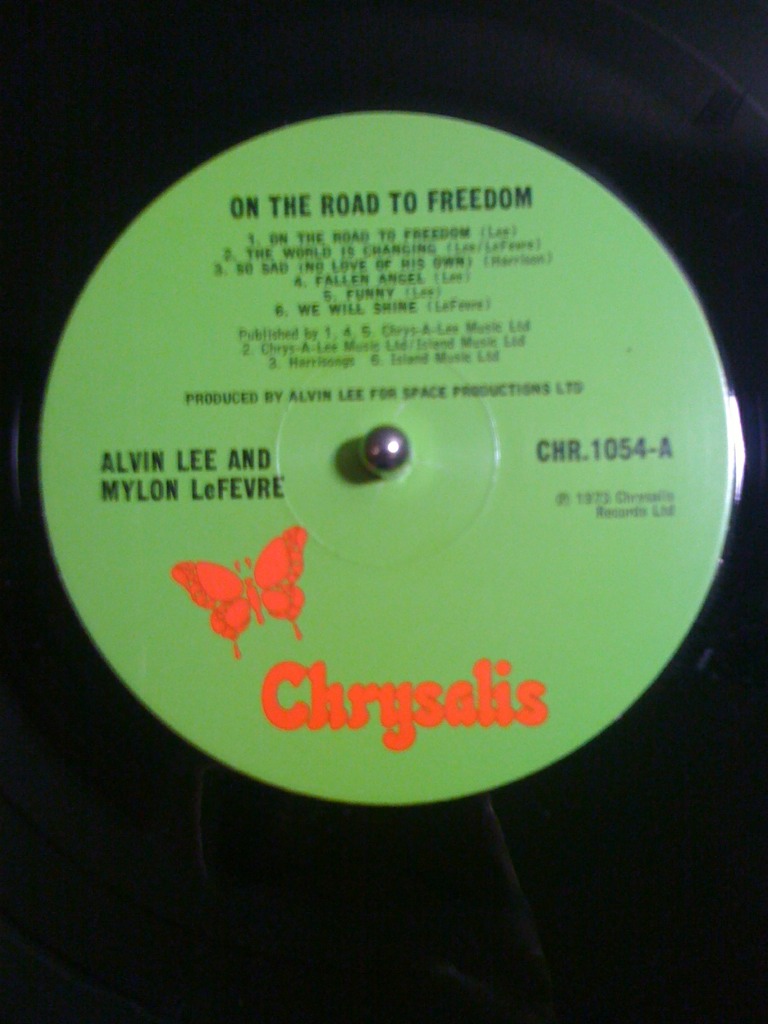 ON THE ROAD TO FREEDOM
1. ON THE ROAD TO FREEDOM (Lee)
2. THE WORLD IS CHANGING (Lee/LeFevre)
3. SO SAD (NO LOVE OF HIS OWN) (Harrison)
4. FALLEN ANGEL (Lee)
5. FUNNY (Lee)
6. WE WILL SHINE (LeFevre)
Published by 1, 4, 5. Chrys-A-Lee Music Ltd
2. Chrys-A-Lee Music Ltd/Island Music Ltd
3. Harrisongs 6. Island Music Ltd
PRODUCED BY ALVIN LEE FOR SPACE PRODUCTIONS LTD
ALVIN LEE AND
MYLON LeFEVRE
CHR.1054-A
℗ 1973 Chrysalis
Records Ltd
Chrysalis